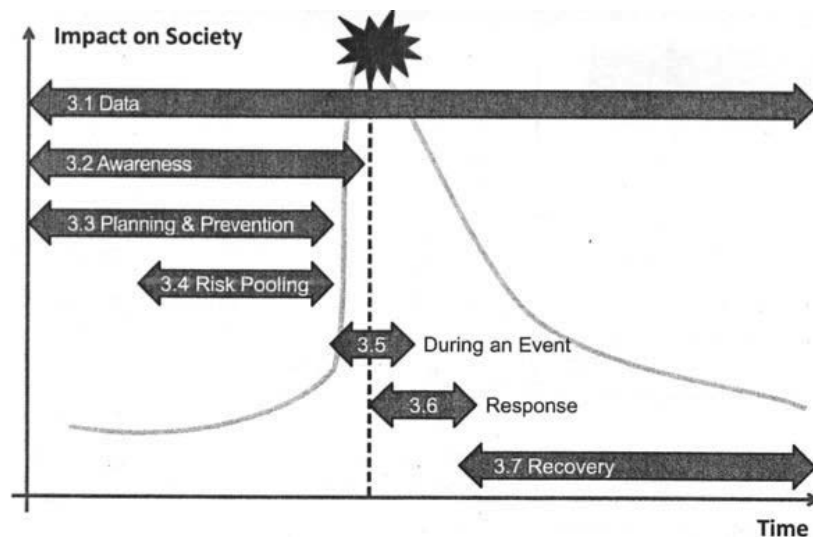 Impact on Society
3.1 Data
3.2 Awareness
3.3 Planning & Prevention
3.4 Risk Pooling
3.5 During an Event
3.6 Response
3.7 Recovery
Time